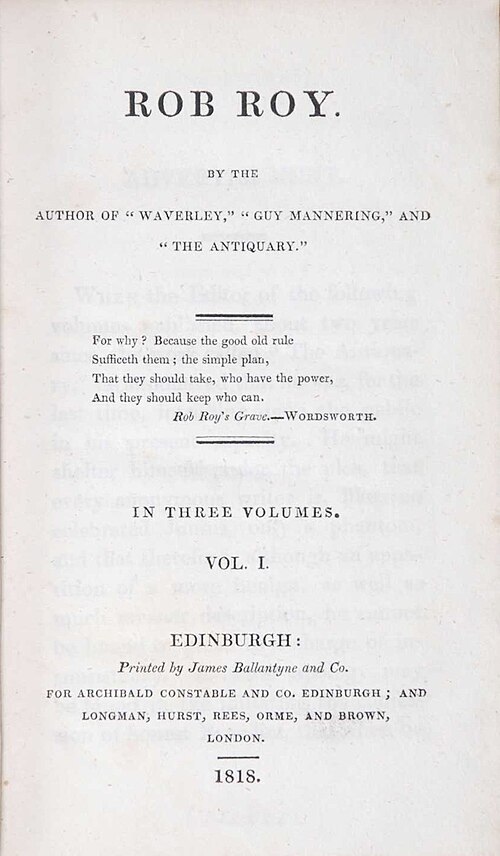 ROB ROY.
BY THE
AUTHOR OF “ WAVERLEY,” “ GUY MANNERING,” AND
“ THE ANTIQUARY.”
For why ? Because the good old rule
Sufficeth them ; the simple plan,
That they should take, who have the power,
And they should keep who can.
Rob Roy's Grave.—WORDSWORTH.
IN THREE VOLUMES.
VOL. I.
EDINBURGH :
Printed by James Ballantyne and Co.
FOR ARCHIBALD CONSTABLE AND CO. EDINBURGH ; AND
LONGMAN, HURST, REES, ORME, AND BROWN,
LONDON.
1818.